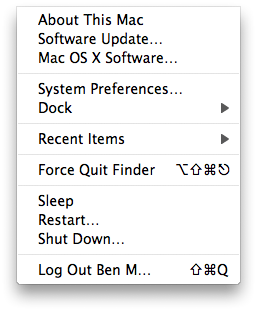 About This Mac
Software Update…
Mac OS X Software…
System Preferences…
Dock ▶
Recent Items ▶
Force Quit Finder ⌥⇧⌘⎋
Sleep
Restart…
Shut Down…
Log Out Ben M… ⇧⌘Q